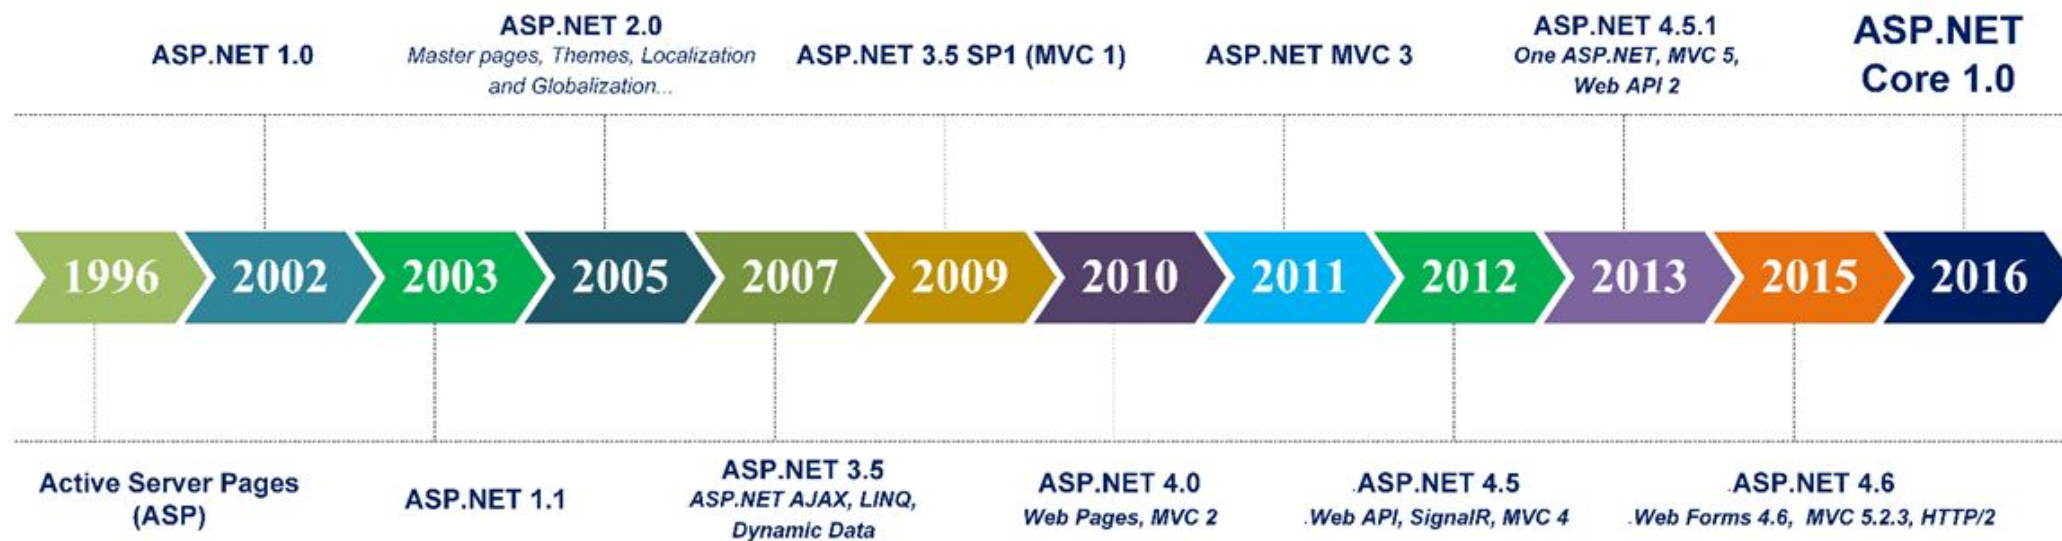 ASP.NET 1.0
ASP.NET 2.0
Master pages, Themes, Localization
and Globalization...
ASP.NET 3.5 SP1 (MVC 1)
ASP.NET MVC 3
ASP.NET 4.5.1
One ASP.NET, MVC 5,
Web API 2
ASP.NET
Core 1.0
1996
2002
2003
2005
2007
2009
2010
2011
2012
2013
2015
2016
Active Server Pages
(ASP)
ASP.NET 1.1
ASP.NET 3.5
ASP.NET AJAX, LINQ,
Dynamic Data
ASP.NET 4.0
Web Pages, MVC 2
.ASP.NET 4.5
.Web API, SignalR, MVC 4
.ASP.NET 4.6
.Web Forms 4.6, MVC 5.2.3, HTTP/2